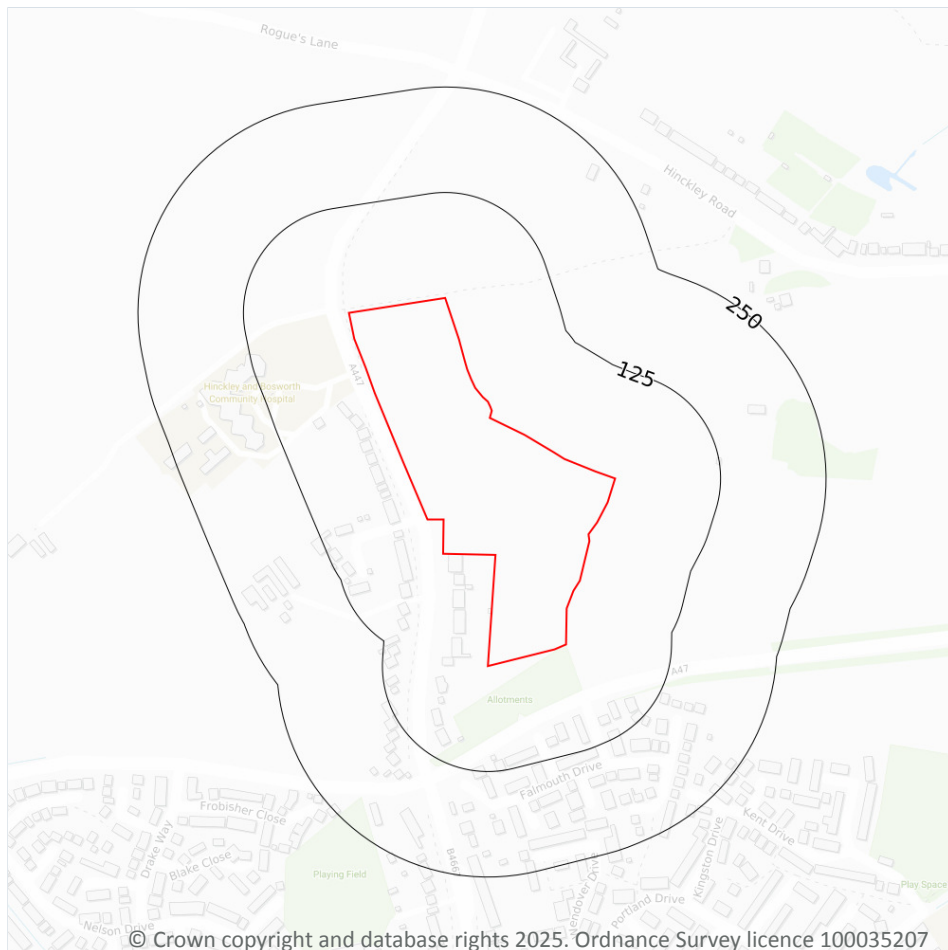 Rogue's Lane
Hinckley Road
250
125
A447
Hinckley and Bosworth
Community Hospital
A47
Allotments
Falmouth Drive
Frobisher Close
Drake Way
Blake Close
Nelson Drive
Playing Field
B466
Kent Drive
Kingston Drive
Portland Drive
Play Space
© Crown copyright and database rights 2025. Ordnance Survey licence 100035207